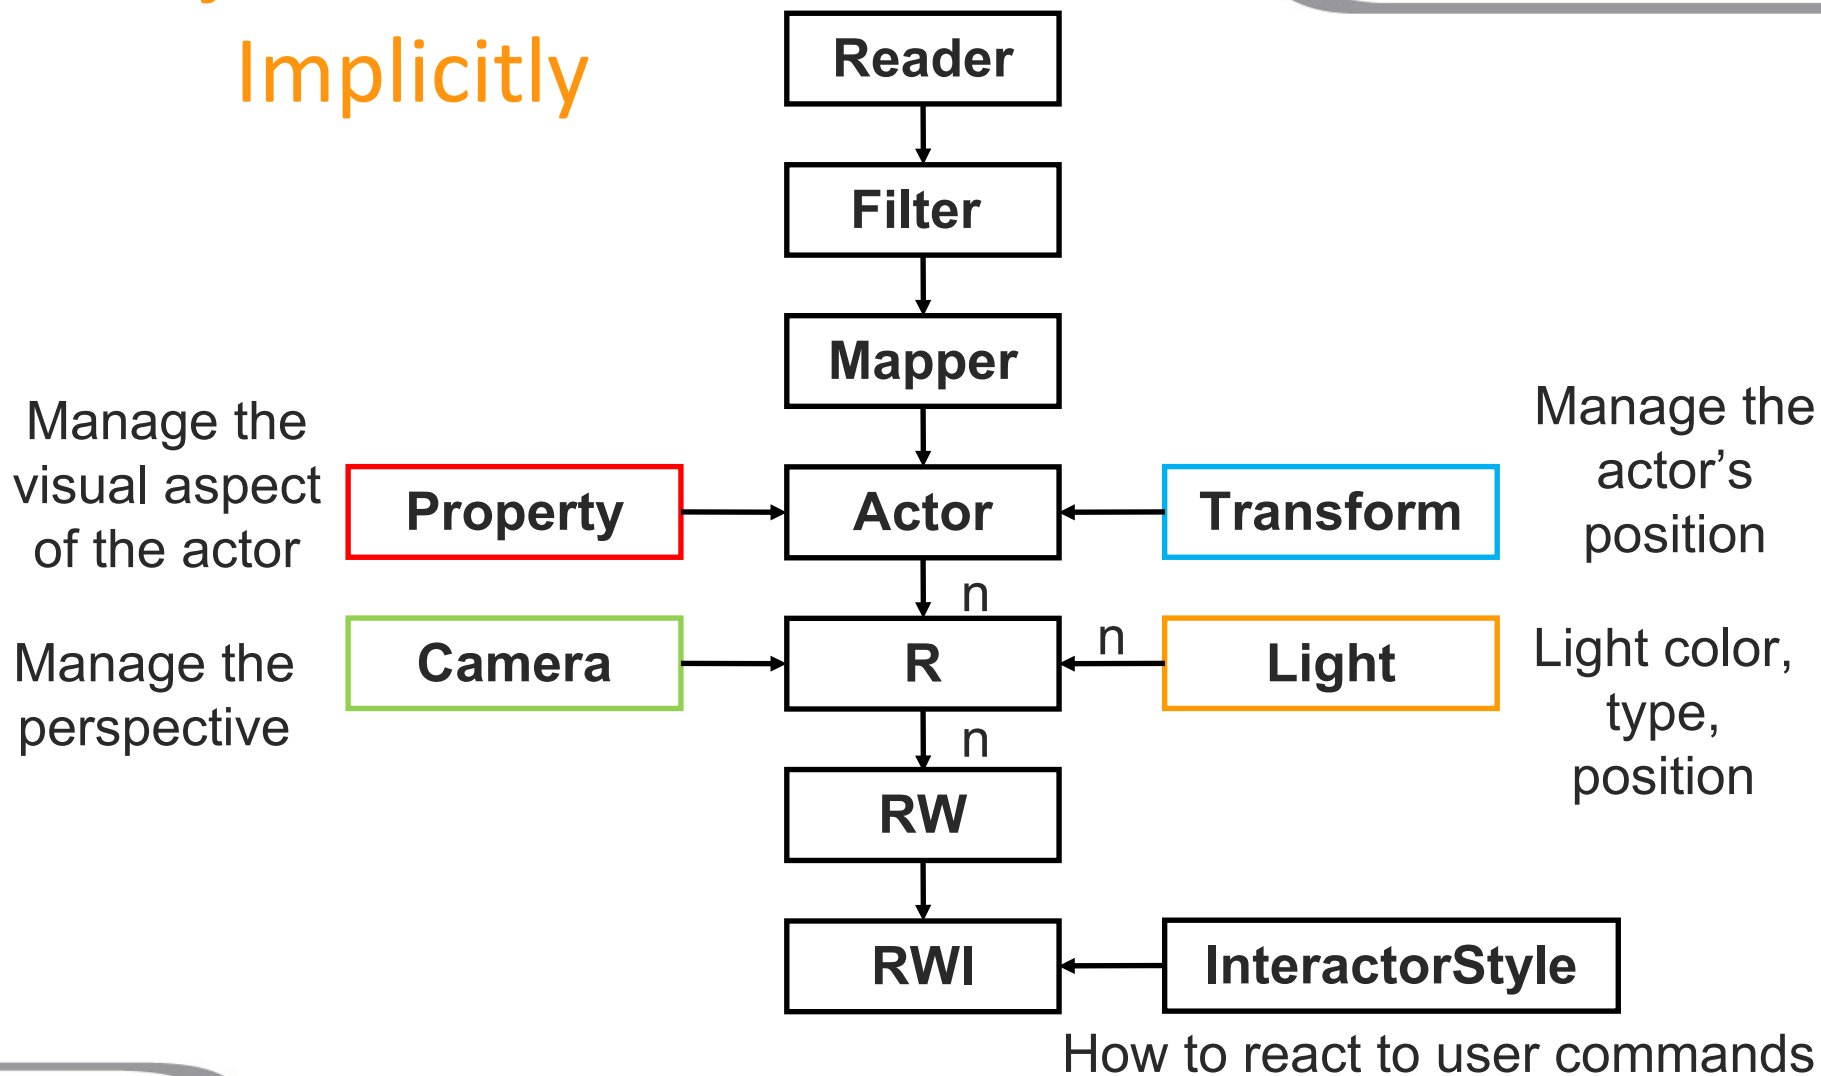 Implicitly
Reader
Filter
Mapper
Manage the
visual aspect
of the actor
Property
Actor
Transform
Manage the
actor’s
position
n
Manage the
perspective
Camera
R
n
Light
Light color,
type,
position
n
RW
RWI
InteractorStyle
How to react to user commands